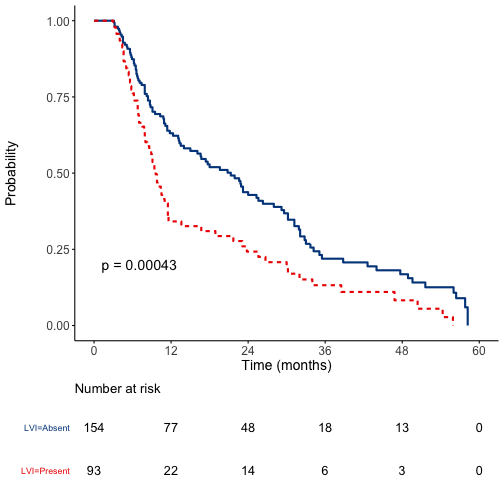 1.00
0.75
Probability
0.50
0.25
p = 0.00043
0.00
0 12 24 36 48 60
Time (months)
Number at risk
LVI=Absent 154 77 48 18 13 0
LVI=Present 93 22 14 6 3 0